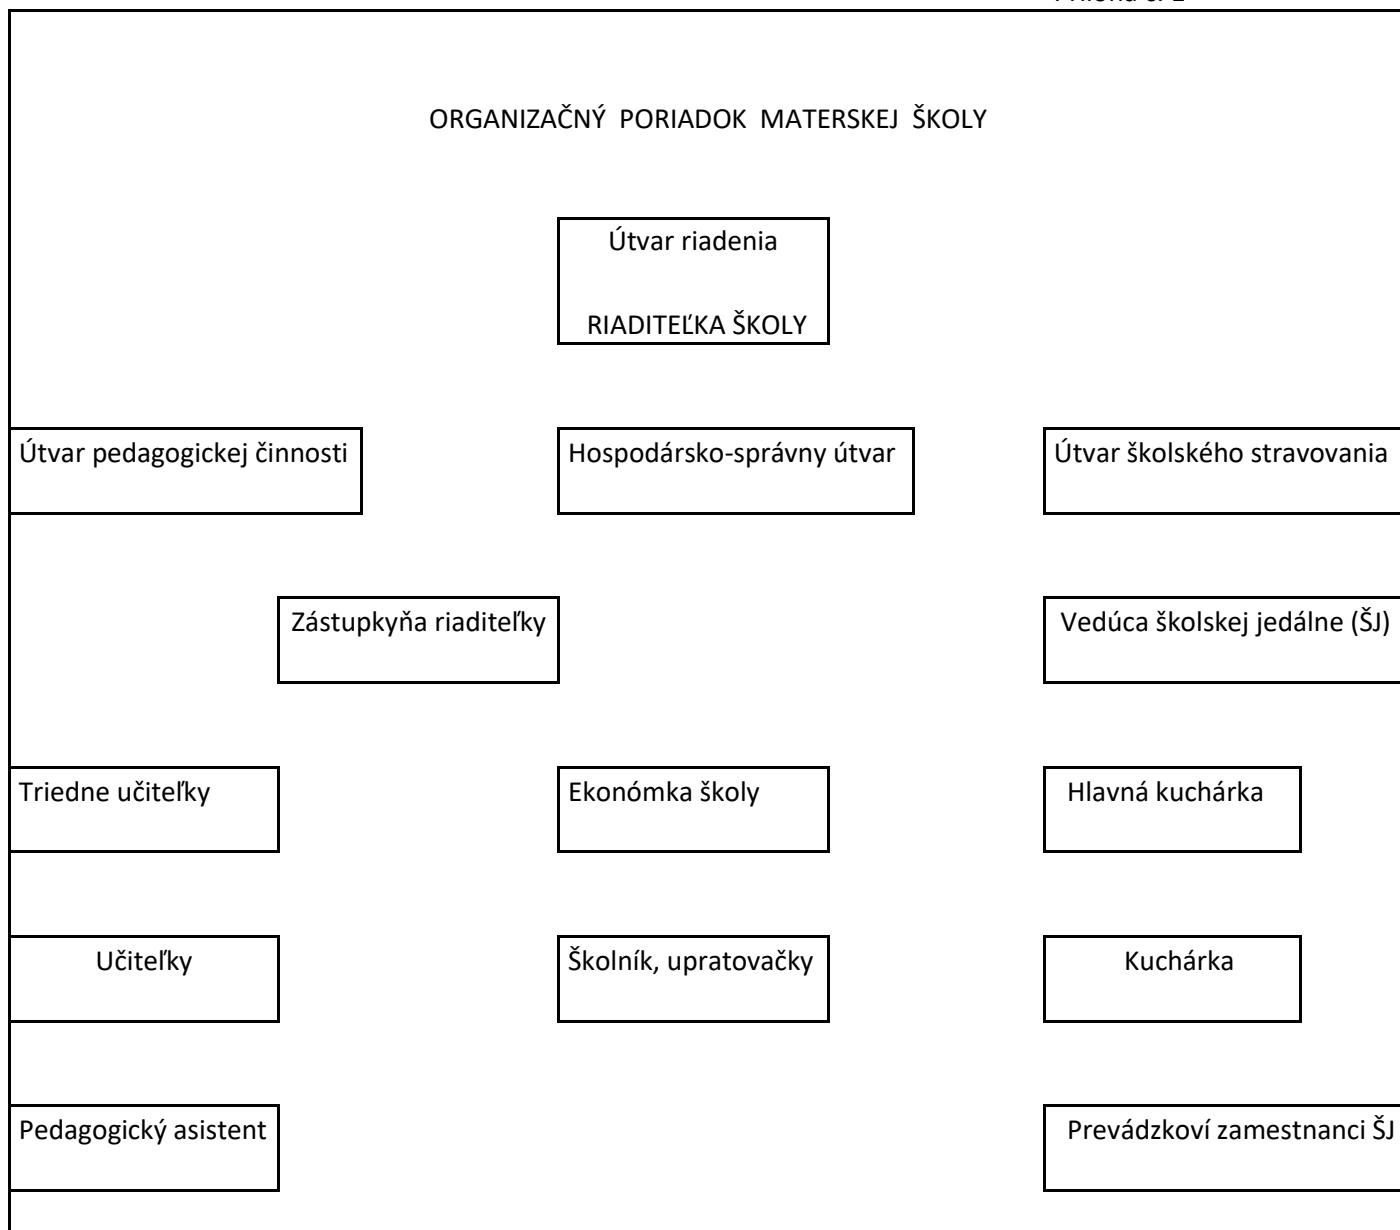 ORGANIZAČNÝ PORIADOK MATERSKEJ ŠKOLY
Útvar riadenia
RIADITEĽKA ŠKOLY
Útvar pedagogickej činnosti
Hospodársko-správny útvar
Útvar školského stravovania
Zástupkyňa riaditeľky
Vedúca školskej jedálne (ŠJ)
Triedne učiteľky
Ekonómka školy
Hlavná kuchárka
Učiteľky
Školník, upratovačky
Kuchárka
Pedagogický asistent
Prevádzkoví zamestnanci ŠJ